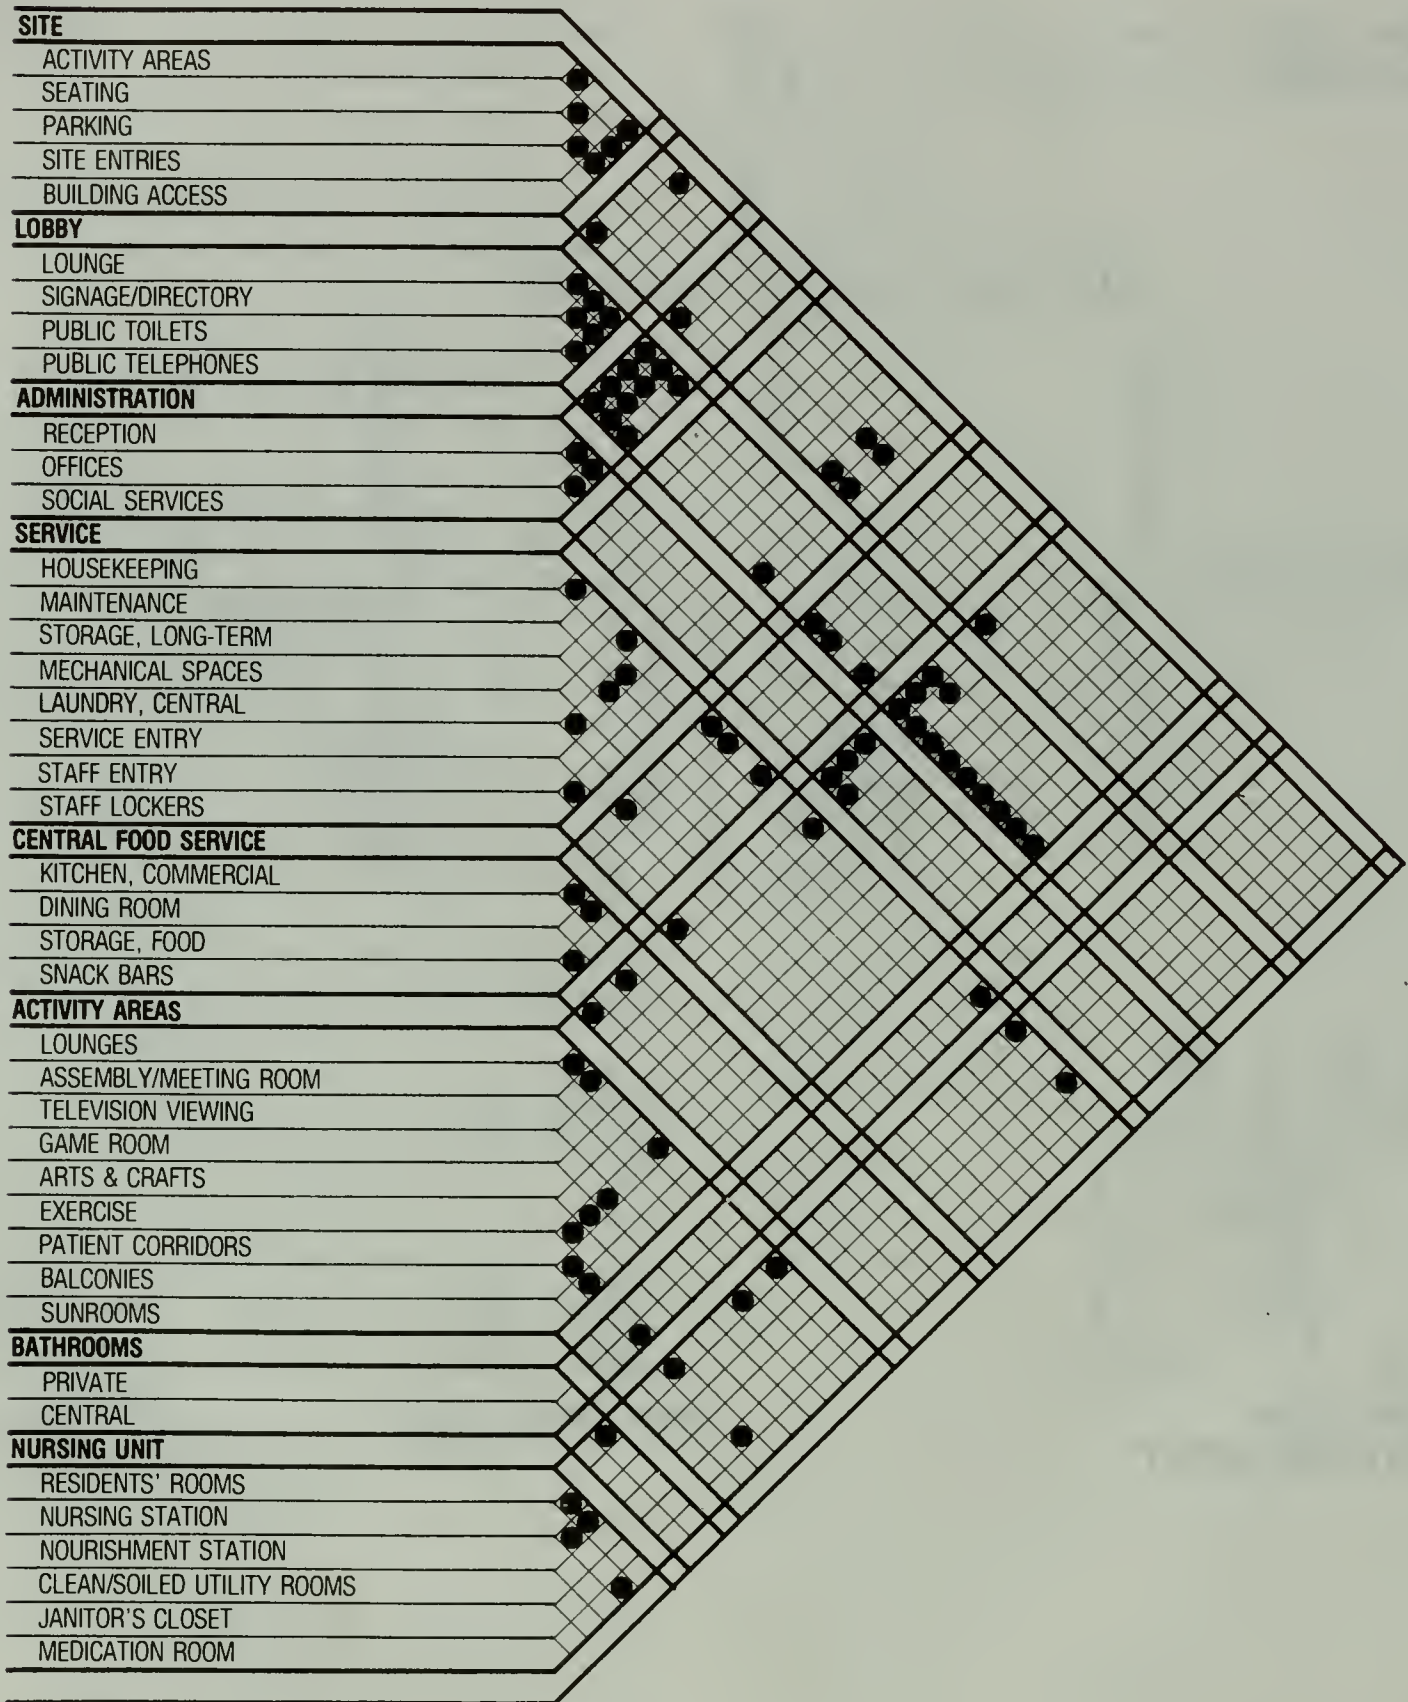 SITE
ACTIVITY AREAS
SEATING
PARKING
SITE ENTRIES
BUILDING ACCESS
LOBBY
LOUNGE
SIGNAGE/DIRECTORY
PUBLIC TOILETS
PUBLIC TELEPHONES
ADMINISTRATION
RECEPTION
OFFICES
SOCIAL SERVICES
SERVICE
HOUSEKEEPING
MAINTENANCE
STORAGE, LONG-TERM
MECHANICAL SPACES
LAUNDRY, CENTRAL
SERVICE ENTRY
STAFF ENTRY
STAFF LOCKERS
CENTRAL FOOD SERVICE
KITCHEN, COMMERCIAL
DINING ROOM
STORAGE, FOOD
SNACK BARS
ACTIVITY AREAS
LOUNGES
ASSEMBLY/MEETING ROOM
TELEVISION VIEWING
GAME ROOM
ARTS & CRAFTS
EXERCISE
PATIENT CORRIDORS
BALCONIES
SUNROOMS
BATHROOMS
PRIVATE
CENTRAL
NURSING UNIT
RESIDENTS' ROOMS
NURSING STATION
NOURISHMENT STATION
CLEAN/SOILED UTILITY ROOMS
JANITOR'S CLOSET
MEDICATION ROOM